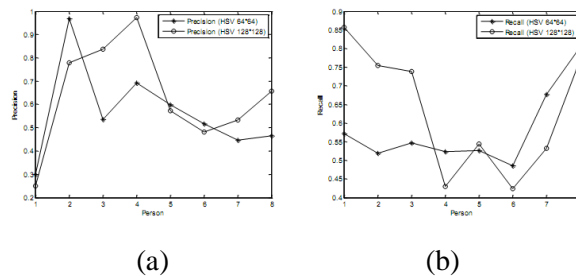 Precision (HSV 64*64)
Precision (HSV 128*128)
1
0.9
0.8
0.7
0.6
0.5
0.4
0.3
0.2
Precision
1 2 3 4 5 6 7 8
Person
Recall (HSV 64*64)
Recall (HSV 128*128)
0.9
0.85
0.8
0.75
0.7
0.65
0.6
0.55
0.5
0.45
0.4
Recall
1 2 3 4 5 6 7
Person
(a) (b)